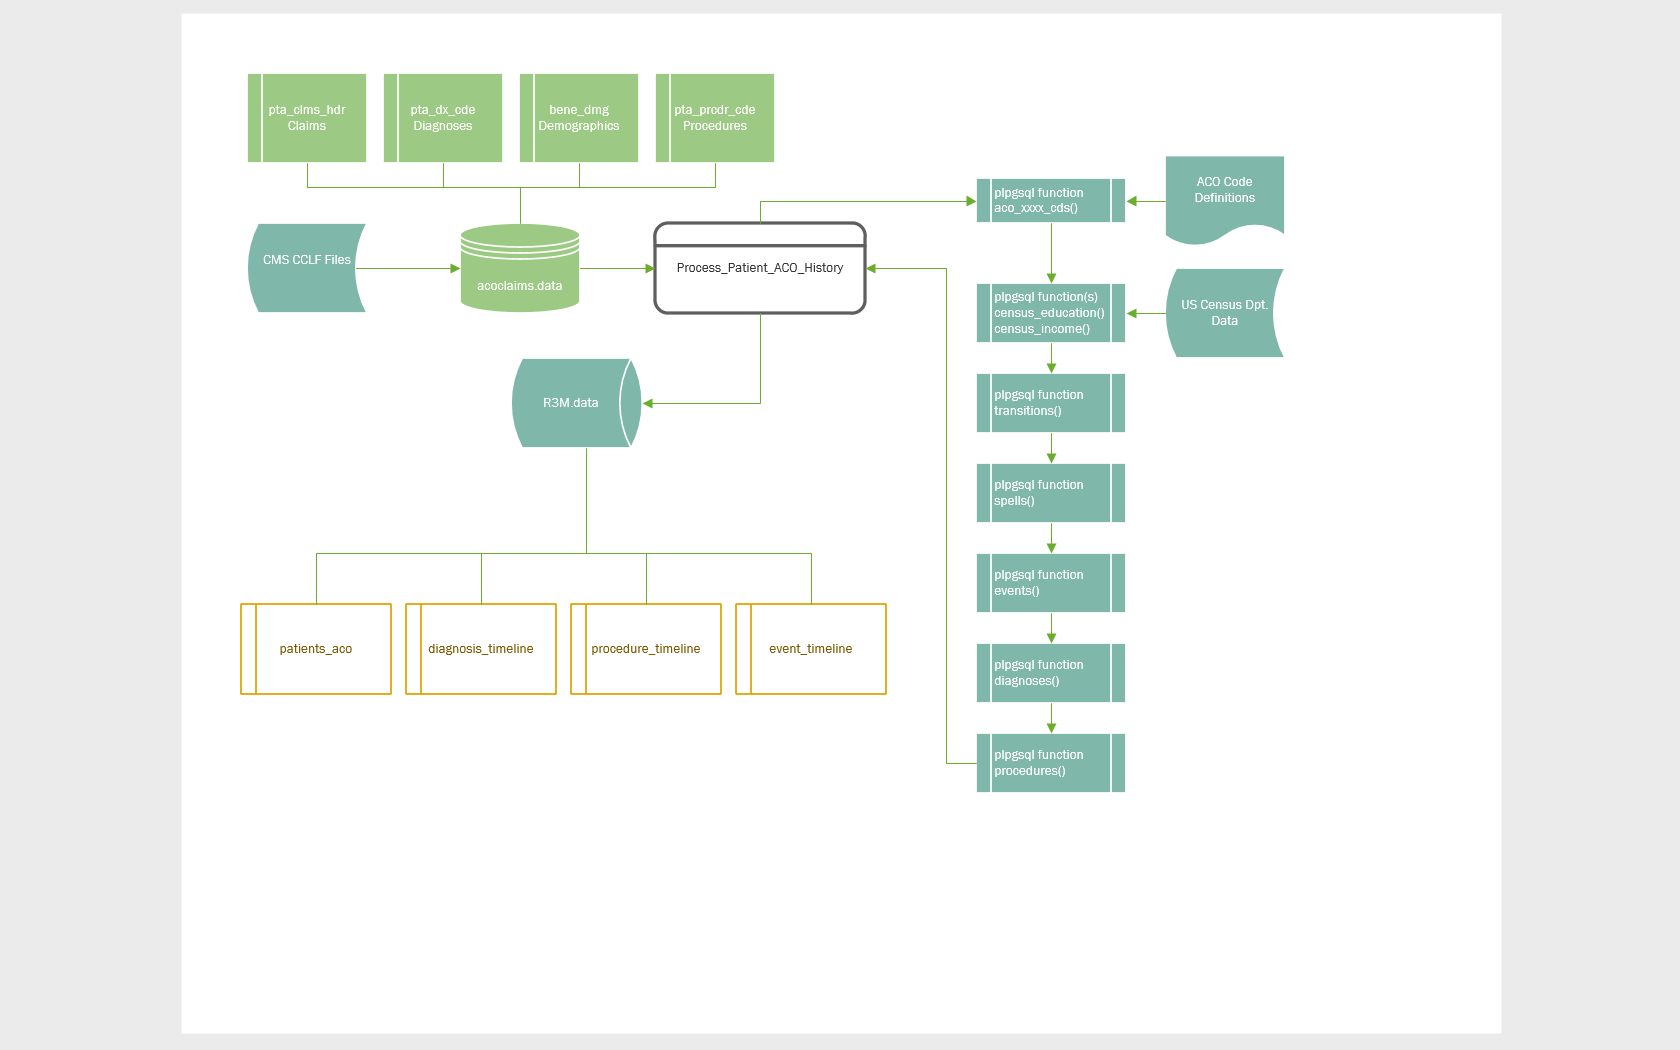 pta_clms_hdr
Claims
pta_dx_cde
Diagnoses
bene_dmg
Demographics
pta_prcdr_cde
Procedures
plpgsql function
aco_xxxx_cds()
ACO Code
Definitions
CMS CCLF Files
acoclaims.data
Process_Patient_ACO_History
plpgsql function(s)
census_education()
census_income()
US Census Dpt.
Data
R3M.data
plpgsql function
transitions()
plpgsql function
spells()
plpgsql function
events()
patients_aco
diagnosis_timeline
procedure_timeline
event_timeline
plpgsql function
diagnoses()
plpgsql function
procedures()